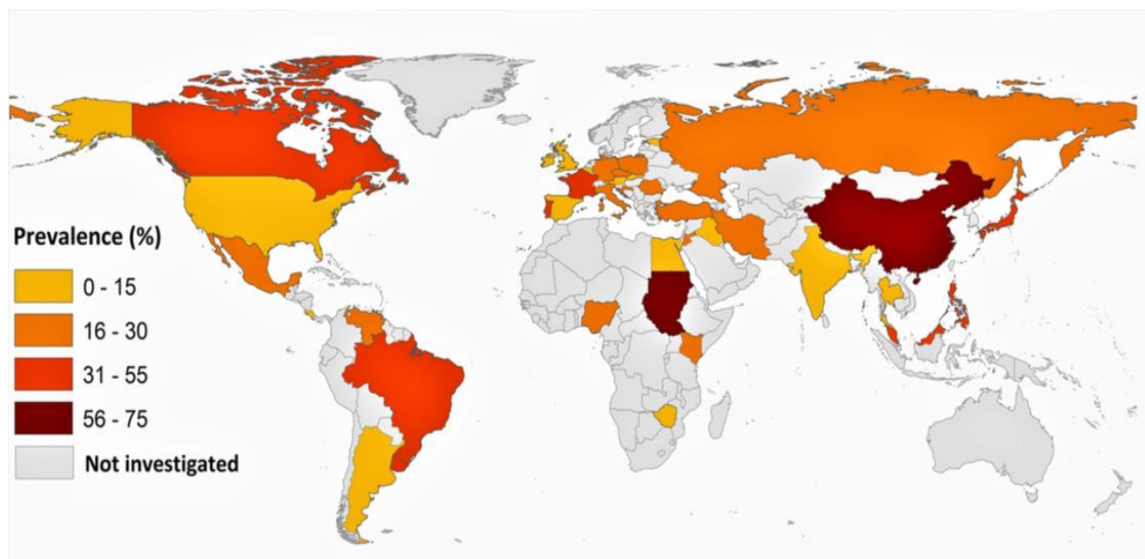 Prevalence (%)
0 - 15
16 - 30
31 - 55
56 - 75
Not investigated